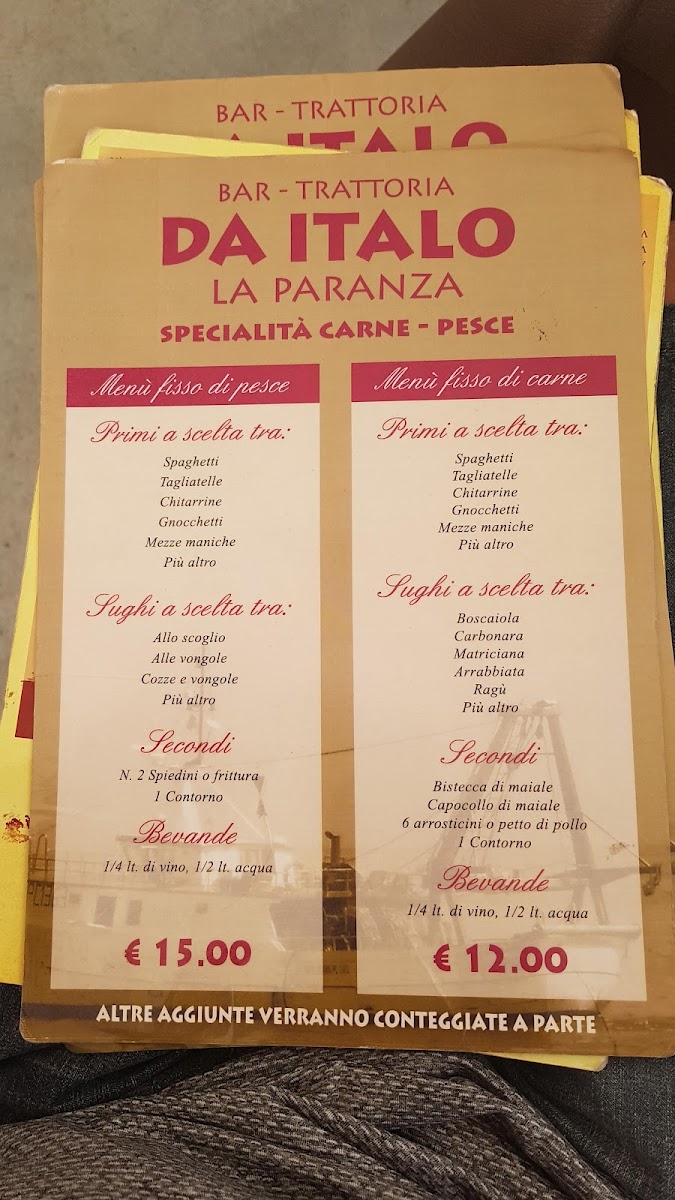 BAR - TRATTORIA
DA ITALO
BAR - TRATTORIA
DA ITALO
LA PARANZA
SPECIALITÀ CARNE - PESCE
Menù fisso di pesce
Primi a scelta tra:
Spaghetti
Tagliatelle
Chitarrine
Gnocchetti
Mezze maniche
Più altro
Sughi a scelta tra:
Allo scoglio
Alle vongole
Cozze e vongole
Più altro
Secondi
N. 2 Spiedini o frittura
1 Contorno
Bevande
1/4 lt. di vino, 1/2 lt. acqua
€ 15.00
Menù fisso di carne
Primi a scelta tra:
Spaghetti
Tagliatelle
Chitarrine
Gnocchetti
Mezze maniche
Più altro
Sughi a scelta tra:
Boscaiola
Carbonara
Matriciana
Arrabbiata
Ragù
Più altro
Secondi
Bistecca di maiale
Capocollo di maiale
6 arrosticini o petto di pollo
1 Contorno
Bevande
1/4 lt. di vino, 1/2 lt. acqua
€ 12.00
ALTRE AGGIUNTE VERRANNO CONTEGGIATE A PARTE